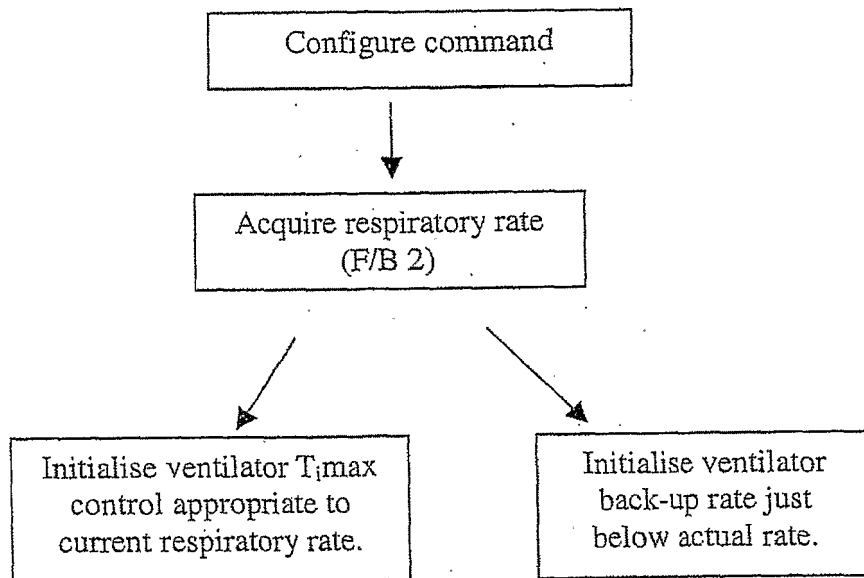 Configure command
Acquire respiratory rate
(F/B 2)
Initialise ventilator Tᵢmax
control appropriate to
current respiratory rate.
Initialise ventilator
back-up rate just
below actual rate.